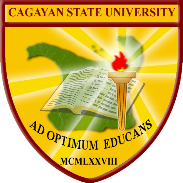 CAGAYAN STATE UNIVERSITY
AD OPTIMUM EDUCANS
MCMLXXVIII